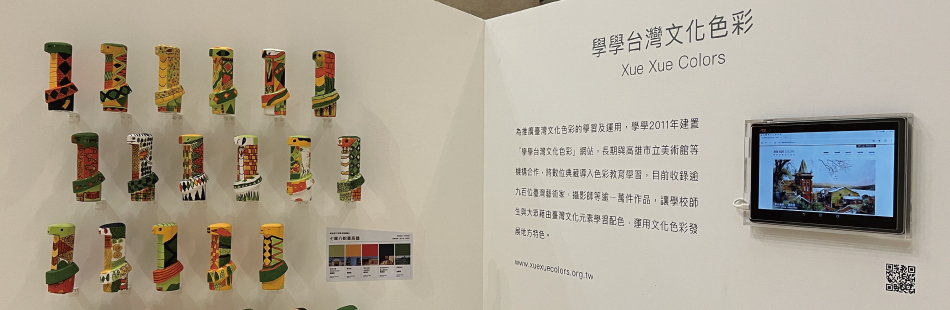 學學台灣文化色彩
Xue Xue Colors
為推廣臺灣文化色彩的學習及運用，學學2011年建置
「學學台灣文化色彩」網站，長期與高雄市立美術館等
機構合作，將數位典藏導入色彩教育學習，目前收錄逾
九百位臺灣藝術家、攝影師等逾一萬件作品，讓學校師
生與大眾藉由臺灣文化元素學習配色，運用文化色彩發
展地方特色。
www.xuexuecolors.org.tw